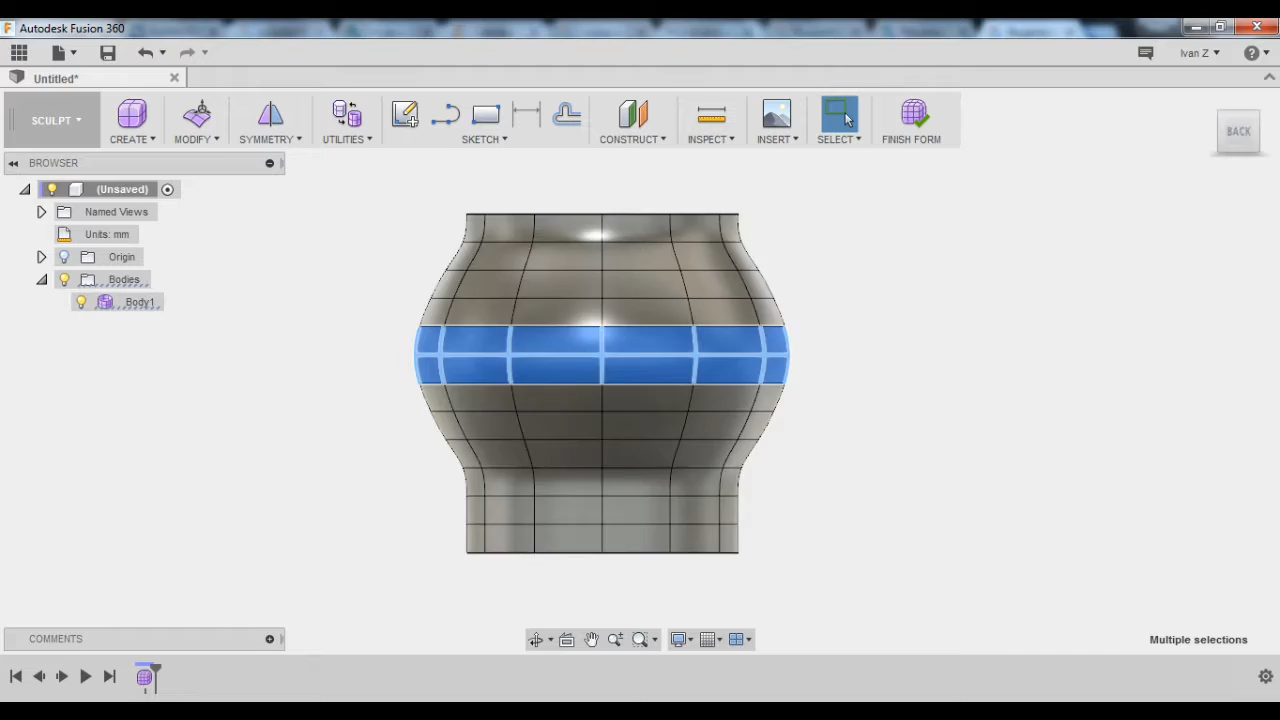 Autodesk Fusion 360
Ivan Z
Untitled*
SCULPT
CREATE
MODIFY
SYMMETRY
UTILITIES
SKETCH
CONSTRUCT
INSPECT
INSERT
SELECT
FINISH FORM
BACK
BROWSER
(Unsaved)
Named Views
Units: mm
Origin
Bodies
Body1
COMMENTS
Multiple selections